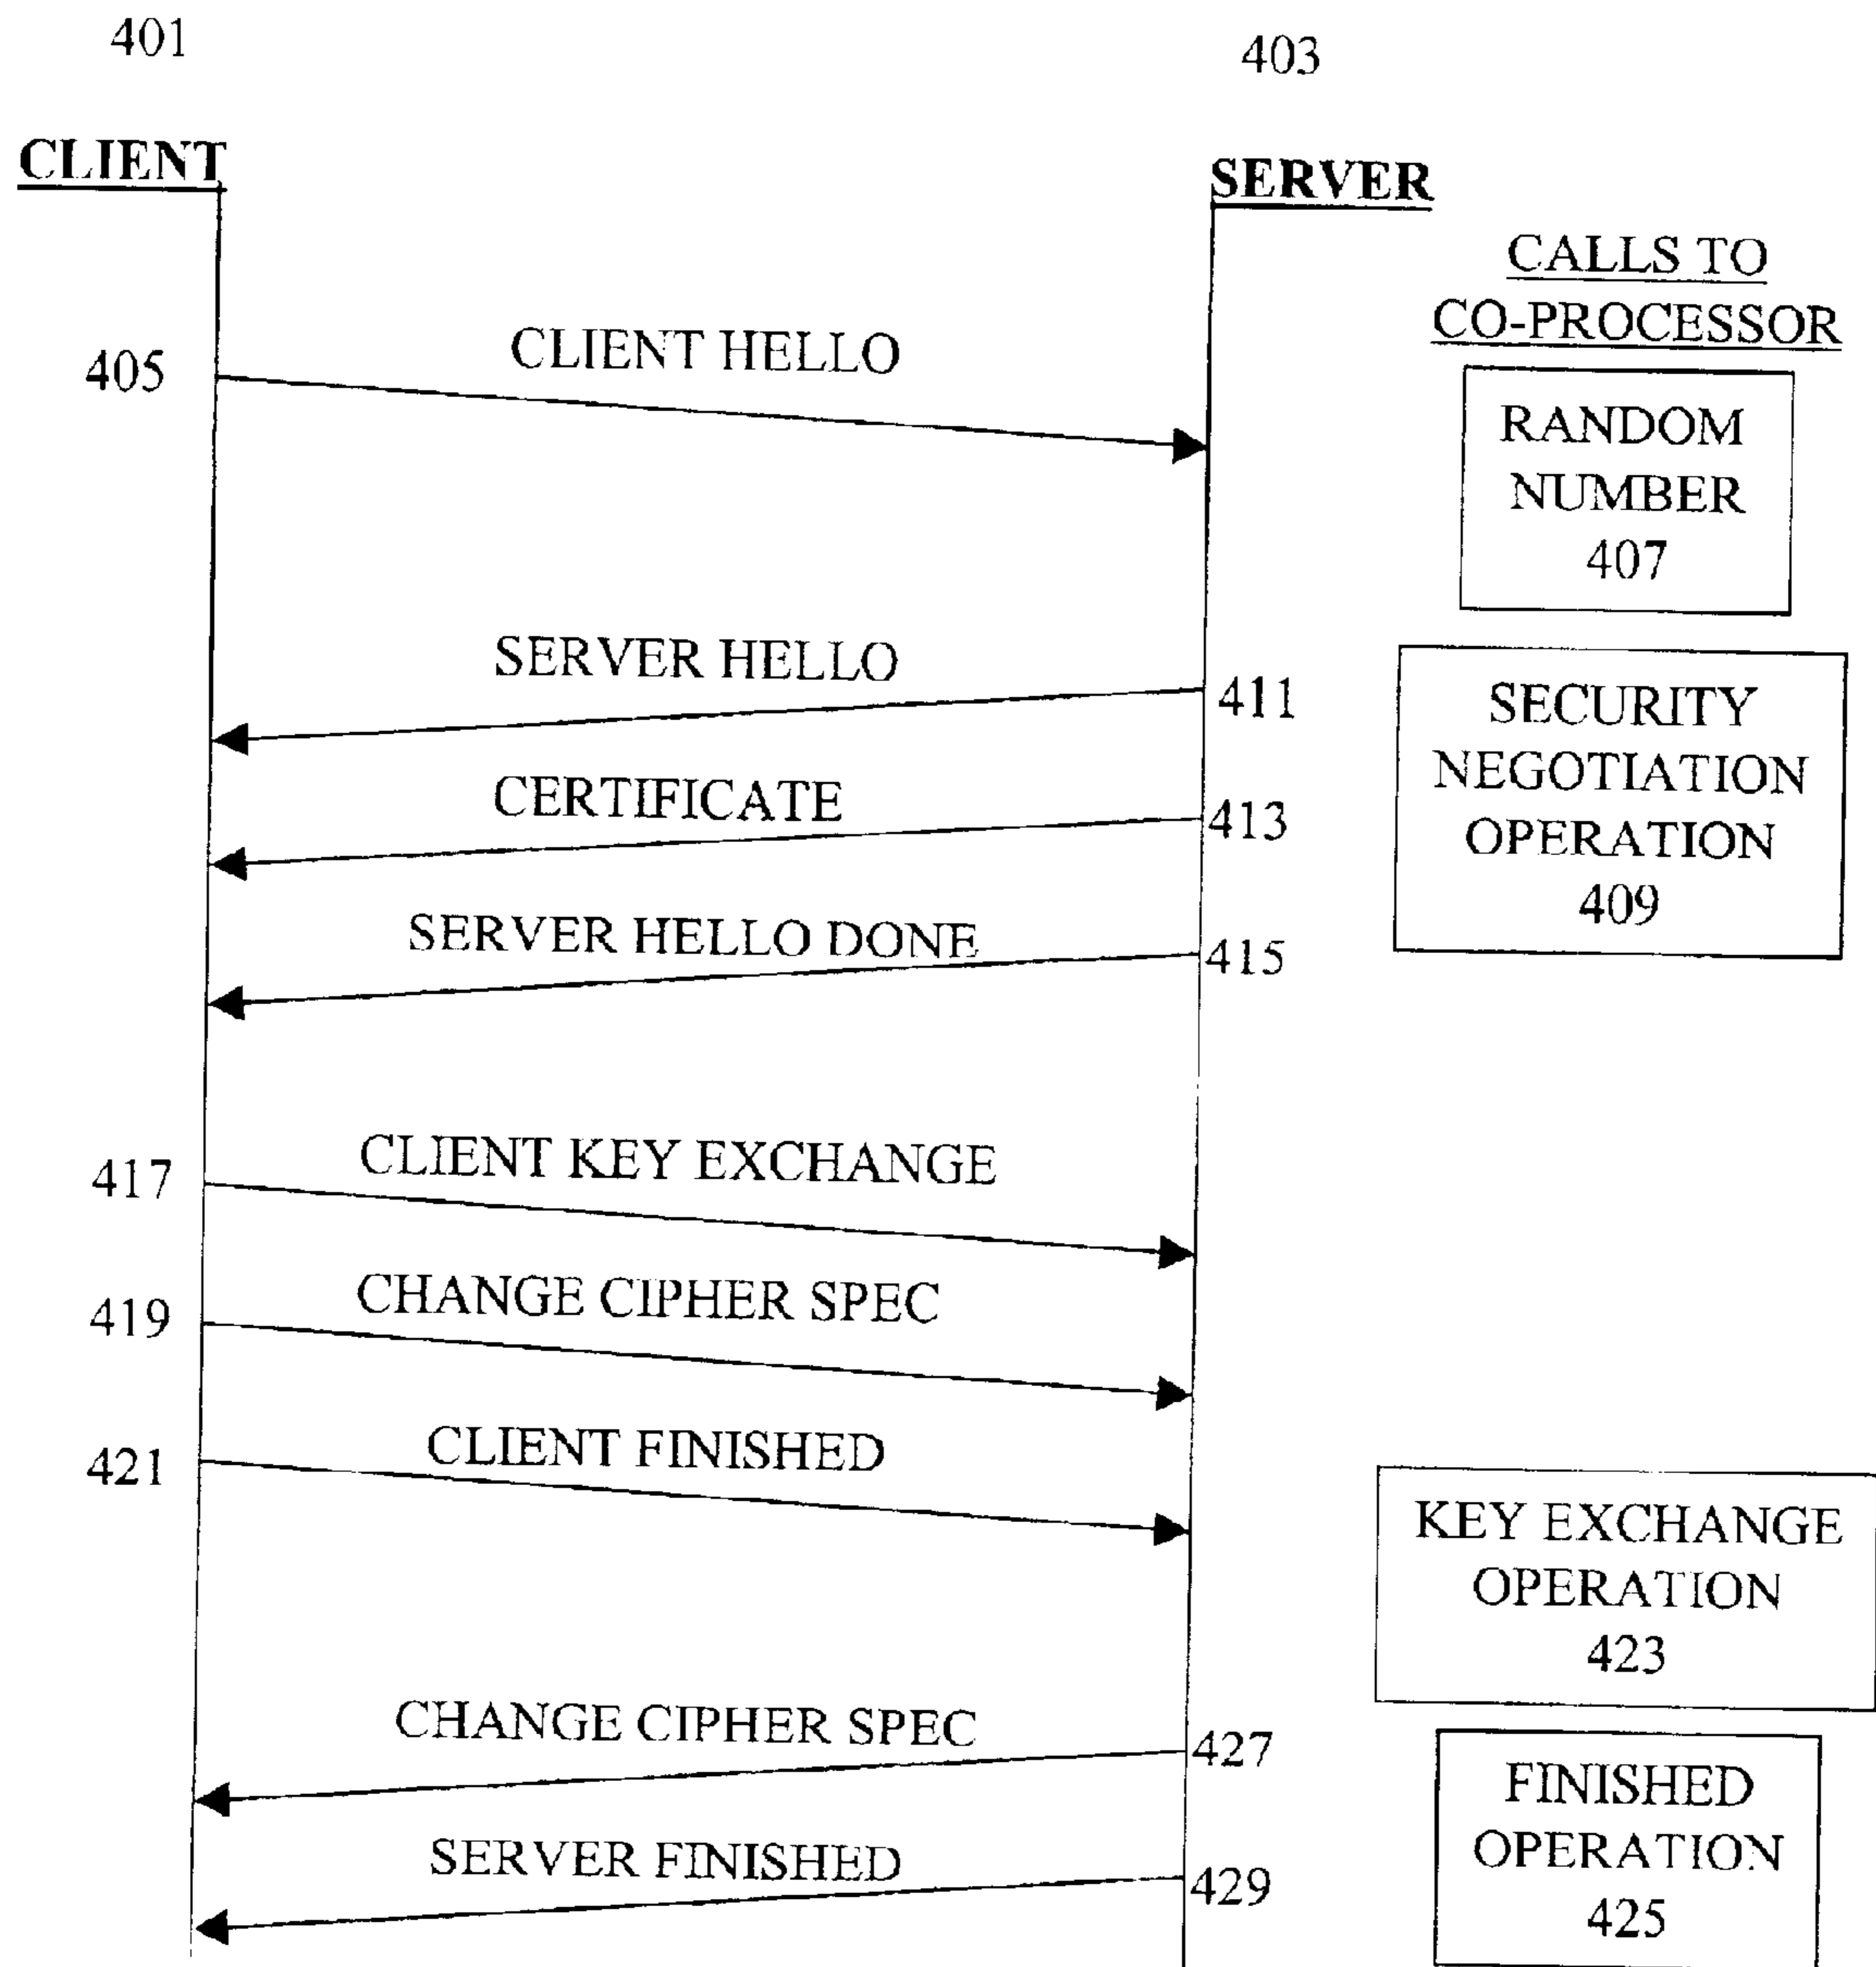 401
403
CLIENT
SERVER
CALLS TO
CO-PROCESSOR
405
CLIENT HELLO
RANDOM
NUMBER
407
SERVER HELLO
411
SECURITY
NEGOTIATION
OPERATION
409
CERTIFICATE
413
SERVER HELLO DONE
415
417
CLIENT KEY EXCHANGE
419
CHANGE CIPHER SPEC
421
CLIENT FINISHED
KEY EXCHANGE
OPERATION
423
CHANGE CIPHER SPEC
427
FINISHED
OPERATION
425
SERVER FINISHED
429